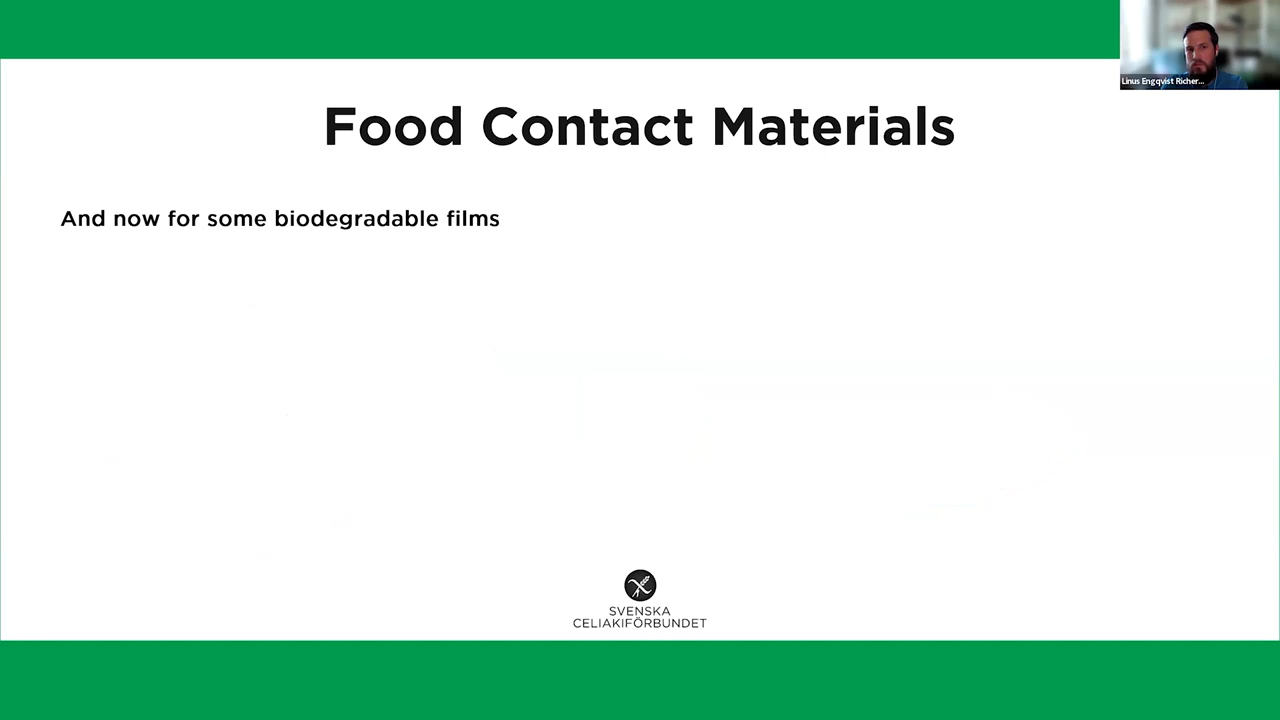 Linus Engqvist Richer...
Food Contact Materials
And now for some biodegradable films
SVENSKA
CELIAKIFÖRBUNDET